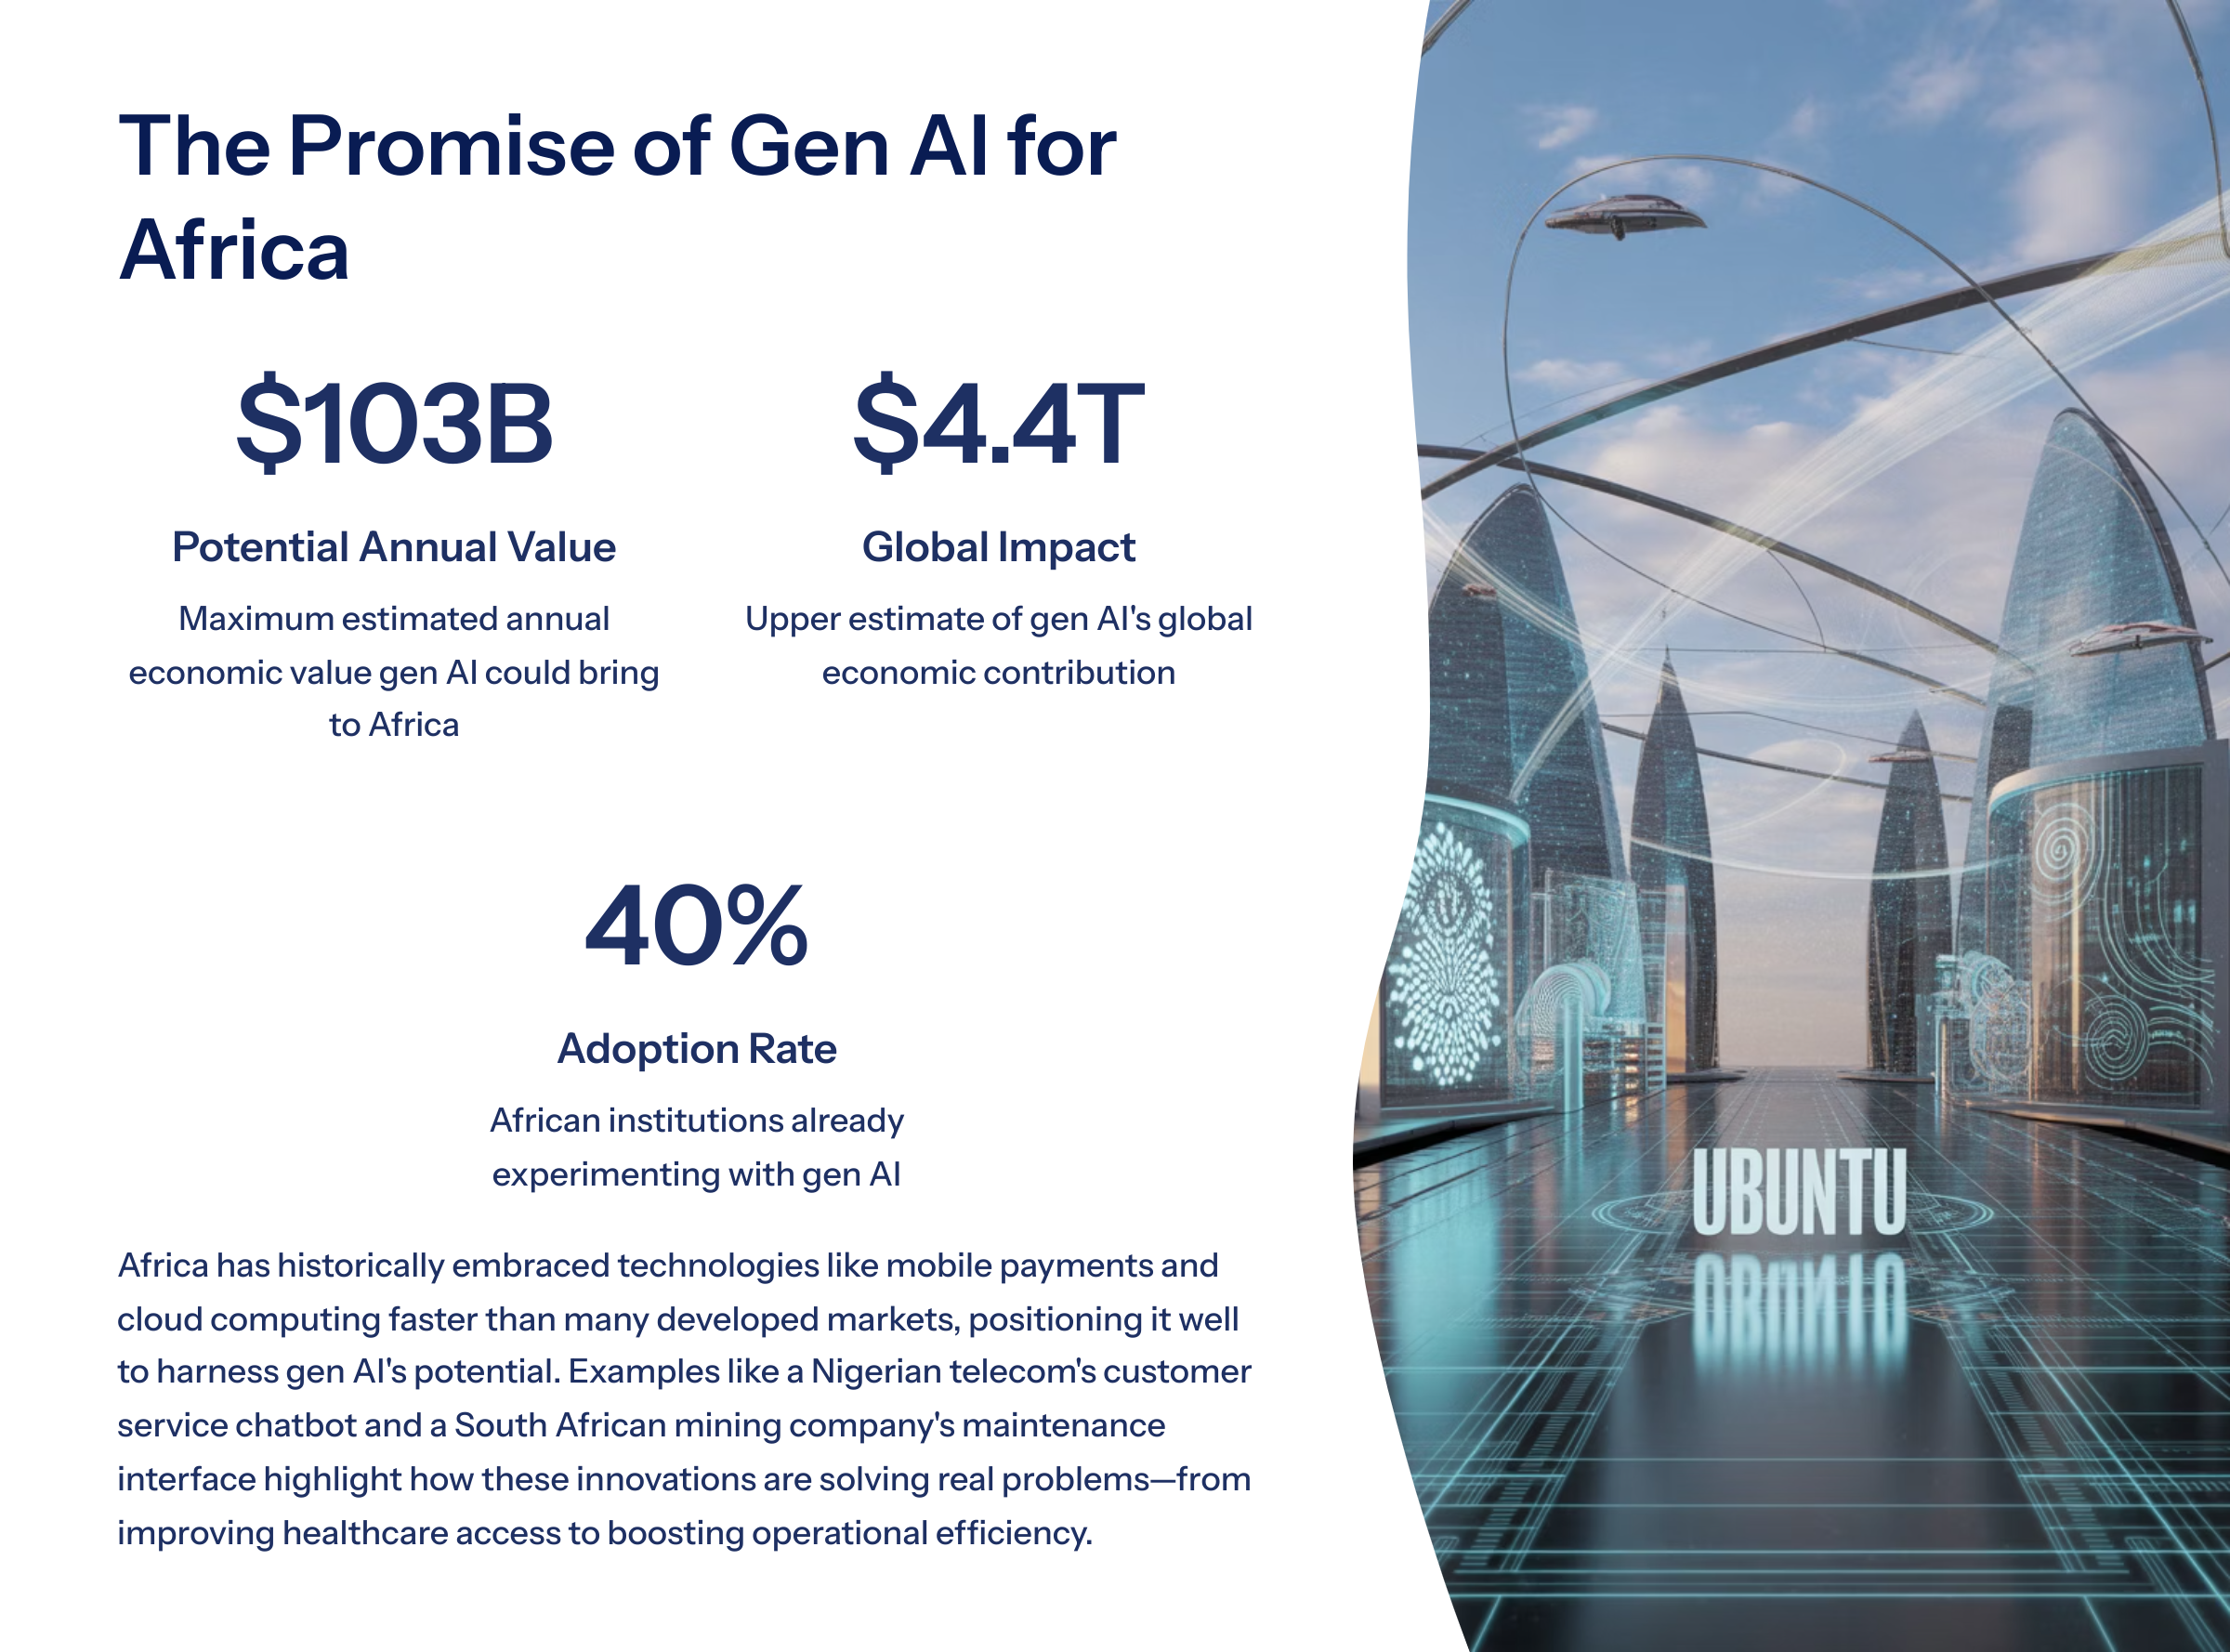 The Promise of Gen AI for
Africa
$103B
Potential Annual Value
Maximum estimated annual
economic value gen AI could bring
to Africa
$4.4T
Global Impact
Upper estimate of gen AI's global
economic contribution
40%
Adoption Rate
African institutions already
experimenting with gen AI
Africa has historically embraced technologies like mobile payments and
cloud computing faster than many developed markets, positioning it well
to harness gen AI's potential. Examples like a Nigerian telecom's customer
service chatbot and a South African mining company's maintenance
interface highlight how these innovations are solving real problems—from
improving healthcare access to boosting operational efficiency.
UBUNTU